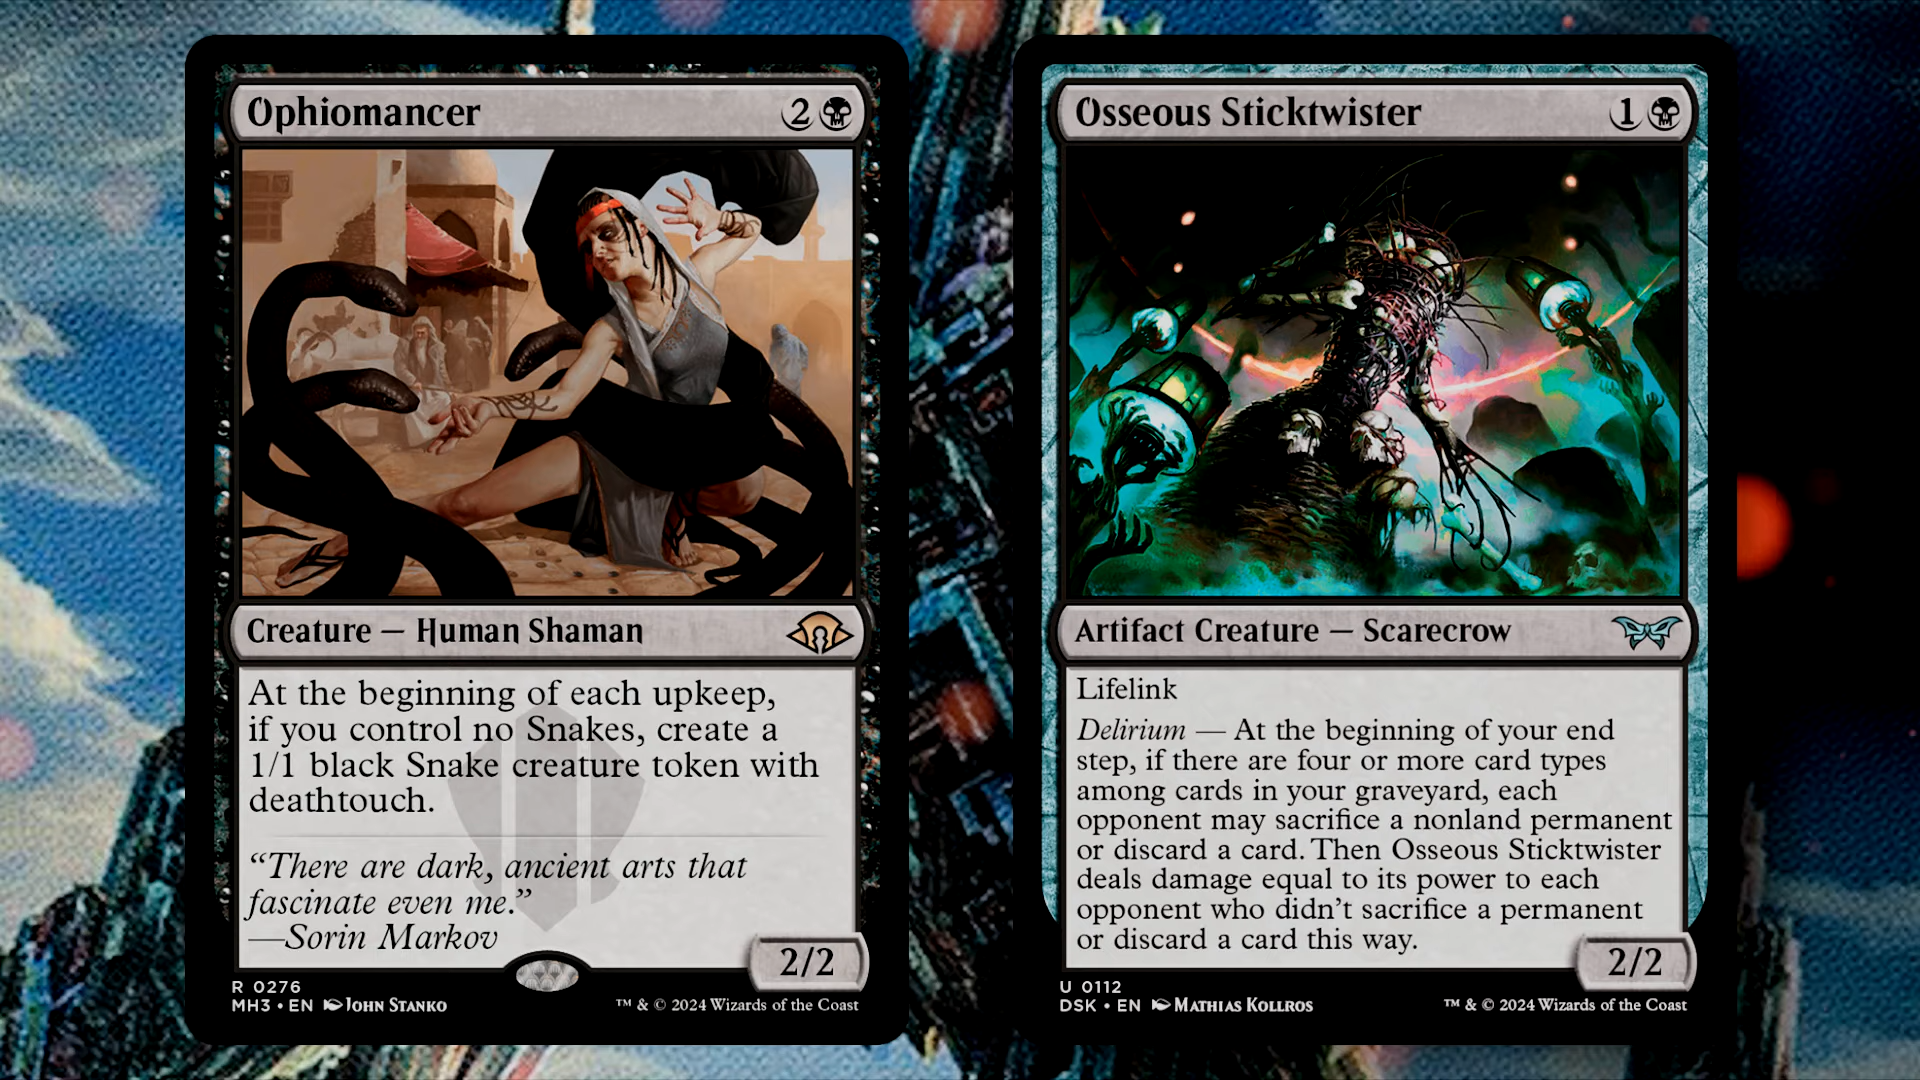 Ophiomancer
2
Creature — Human Shaman
At the beginning of each upkeep,
if you control no Snakes, create a
1/1 black Snake creature token with
deathtouch.
“There are dark, ancient arts that
fascinate even me.”
—Sorin Markov
2/2
R 0276
MH3 • EN John Stanko
™ & © 2024 Wizards of the Coast
Osseous Sticktwister
1
Artifact Creature — Scarecrow
Lifelink
Delirium — At the beginning of your end
step, if there are four or more card types
among cards in your graveyard, each
opponent may sacrifice a nonland permanent
or discard a card. Then Osseous Sticktwister
deals damage equal to its power to each
opponent who didn’t sacrifice a permanent
or discard a card this way.
2/2
U 0112
DSK • EN Mathias Kollros
™ & © 2024 Wizards of the Coast